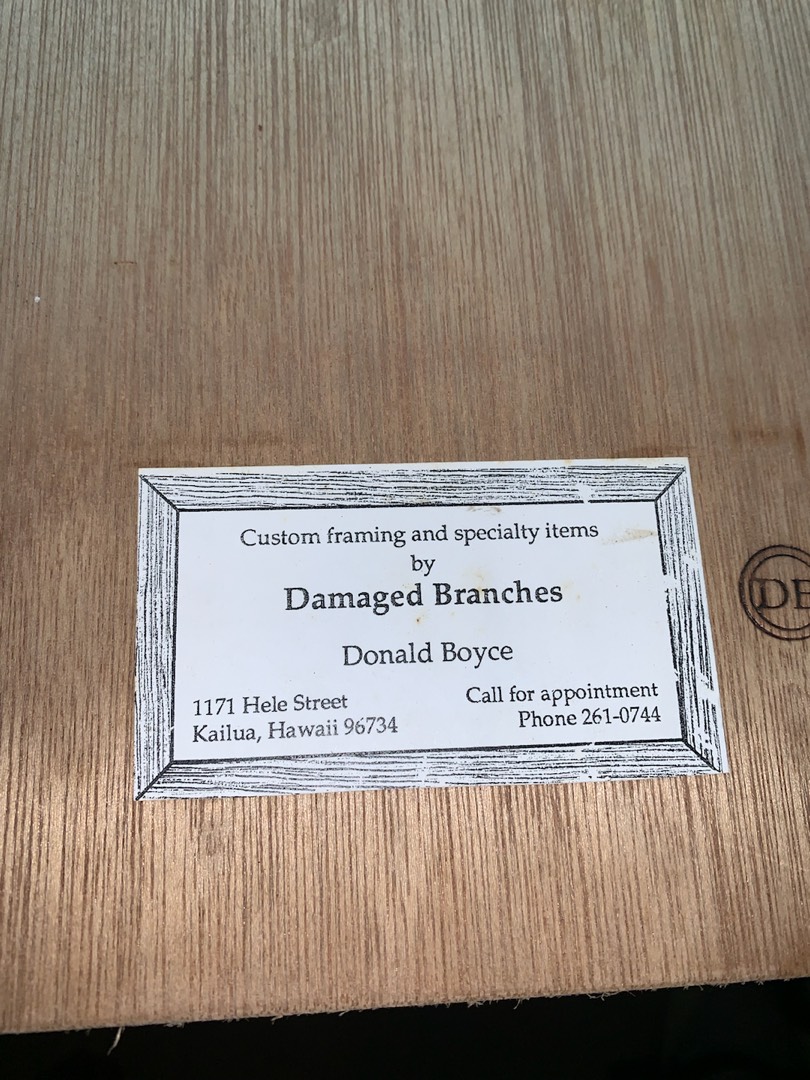 Custom framing and specialty items
by
Damaged Branches
Donald Boyce
1171 Hele Street
Kailua, Hawaii 96734
Call for appointment
Phone 261-0744